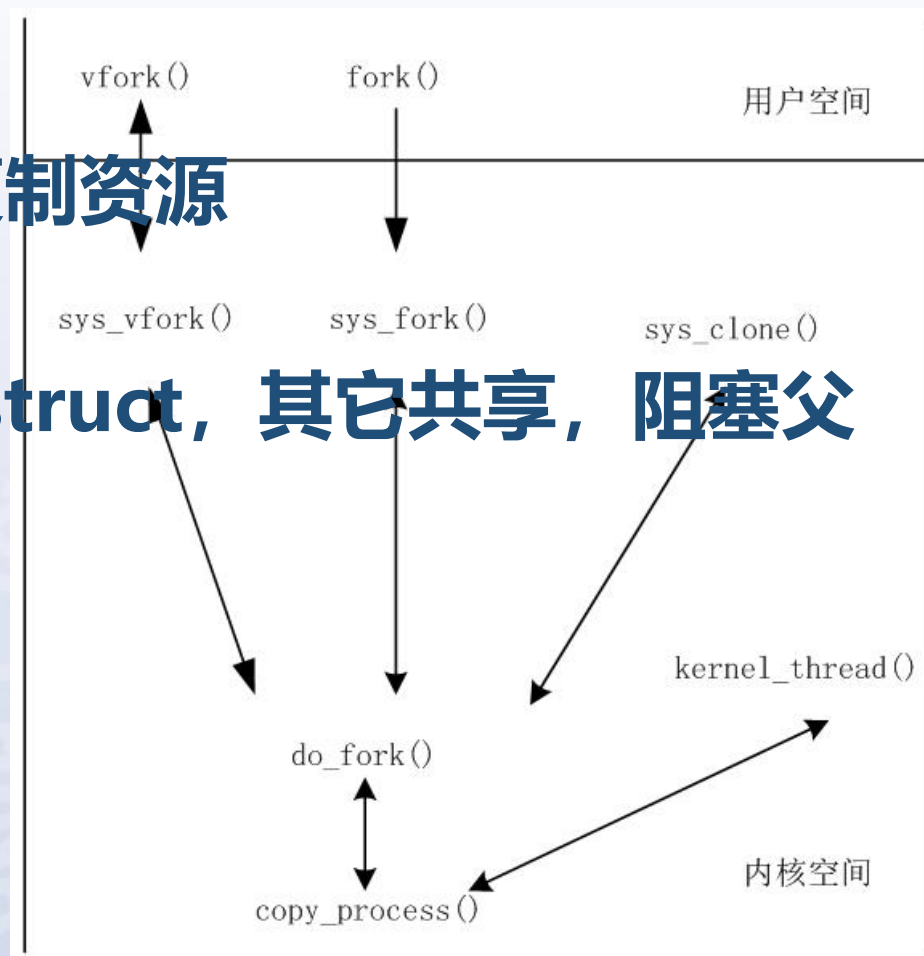 vfork()
fork()
用户空间
制资源
sys_vfork()
sys_fork()
sys_clone()
struct，其它共享，阻塞父
kernel_thread()
do_fork()
内核空间
copy_process()